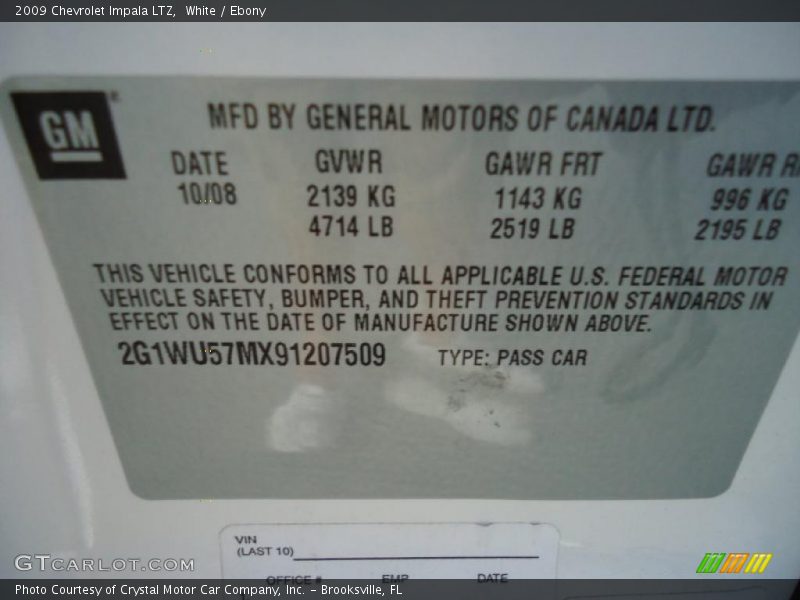 2009 Chevrolet Impala LTZ, White / Ebony
GM
MFD BY GENERAL MOTORS OF CANADA LTD.
DATE GVWR GAWR FRT GAWR
10/08 2139 KG 1143 KG 996 KG
4714 LB 2519 LB 2195 LB
THIS VEHICLE CONFORMS TO ALL APPLICABLE U.S. FEDERAL MOTOR
VEHICLE SAFETY, BUMPER, AND THEFT PREVENTION STANDARDS IN
EFFECT ON THE DATE OF MANUFACTURE SHOWN ABOVE.
2G1WU57MX91207509 TYPE: PASS CAR
VIN
(LAST 10)
OFFICE # EMP DATE
GTCARLOT.COM
Photo Courtesy of Crystal Motor Car Company, Inc. – Brooksville, FL